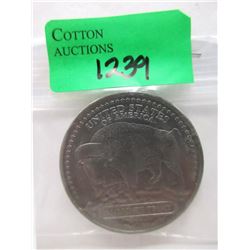 COTTON
AUCTIONS
1239
UNITED STATES
OF AMERICA